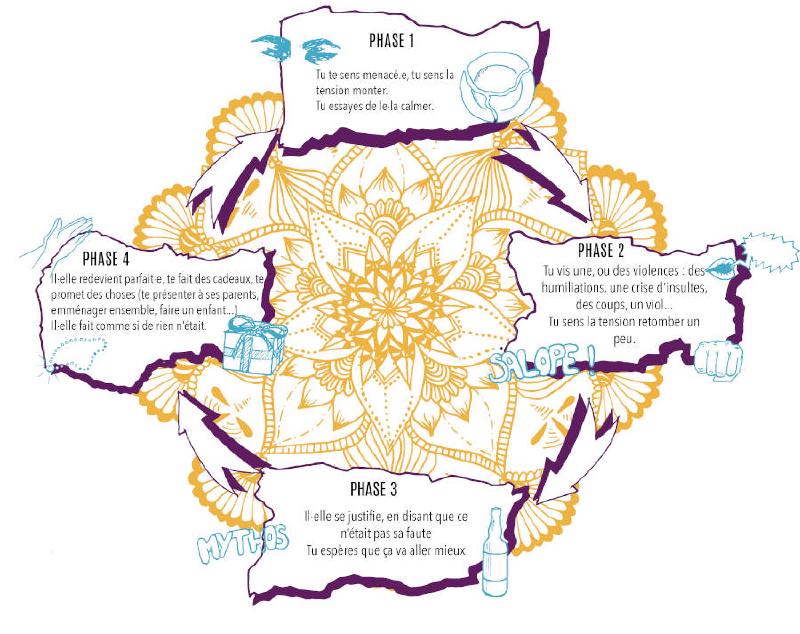 PHASE 1
Tu te sens menacé.e, tu sens la
tension monter.
Tu essayes de le·la calmer.
PHASE 2
Tu vis une, ou des violences : des
humiliations, une crise d'insultes,
des coups, un viol...
Tu sens la tension retomber un
peu.
SALOPE !
PHASE 3
Il·elle se justifie, en disant que ce
n'était pas sa faute
Tu espères que ça va aller mieux
MYTHOS
PHASE 4
Il·elle redevient parfait·e, te fait des cadeaux, te
promet des choses (te présenter à ses parents,
emménager ensemble, faire un enfant...)
Il·elle fait comme si de rien n'était.